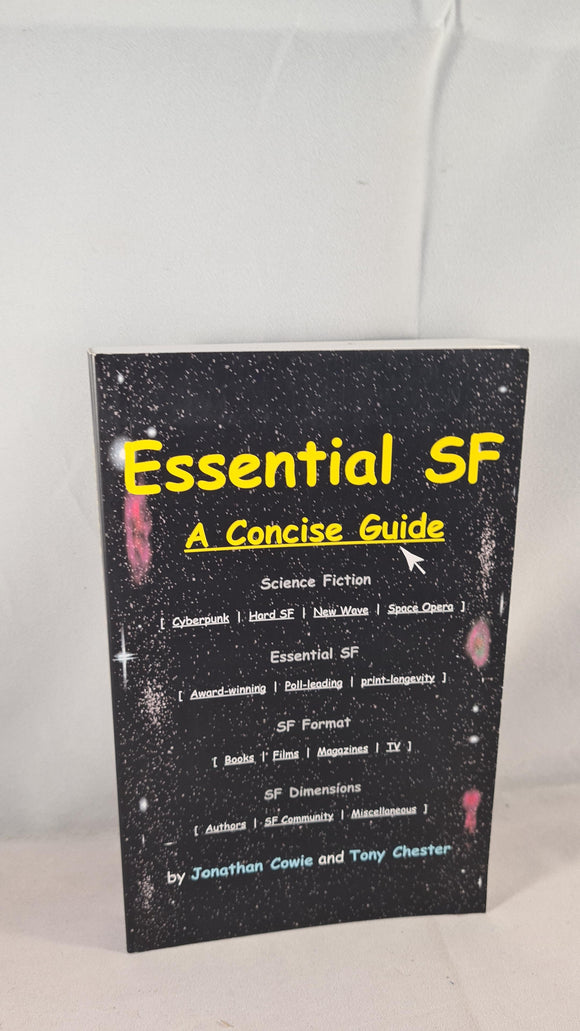 Essential SF
A Concise Guide
Science Fiction
[ Cyberpunk | Hard SF | New Wave | Space Opera ]
Essential SF
[ Award-winning | Poll-leading | print-longevity ]
SF Format
[ Books | Films | Magazines | TV ]
SF Dimensions
[ Authors | SF Community | Miscellaneous ]
by Jonathan Cowie and Tony Chester